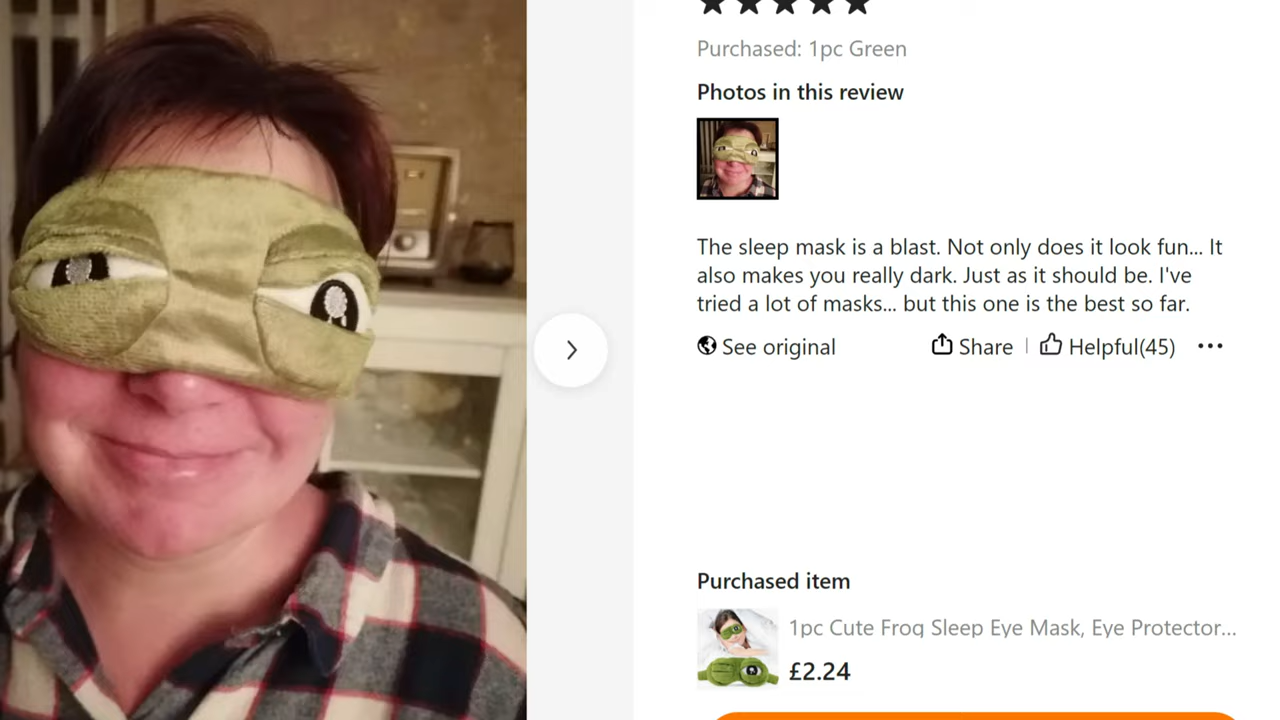 Purchased: 1pc Green
Photos in this review
The sleep mask is a blast. Not only does it look fun... It
also makes you really dark. Just as it should be. I've
tried a lot of masks... but this one is the best so far.
See original
Share | Helpful(45) •••
Purchased item
1pc Cute Frog Sleep Eye Mask, Eye Protector...
£2.24